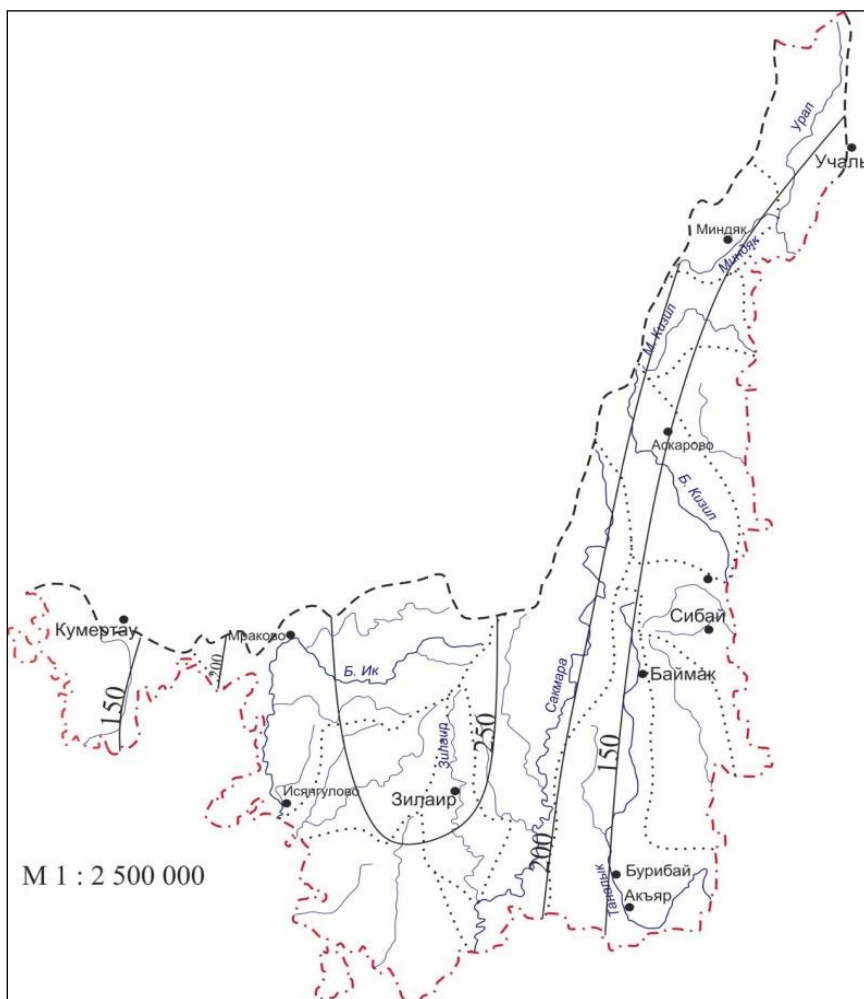 Урал
Учалы
Миндяк
Миндяк
М. Кизил
Аскарово
Б. Кизил
Кумертау
Мраково
Сибай
200
Б. Ик
Баймак
Сакмара
150
Зилаир
250
150
Исянгулово
Зилаир
200
Бурибай
М 1 : 2 500 000
Таналык
Акъяр